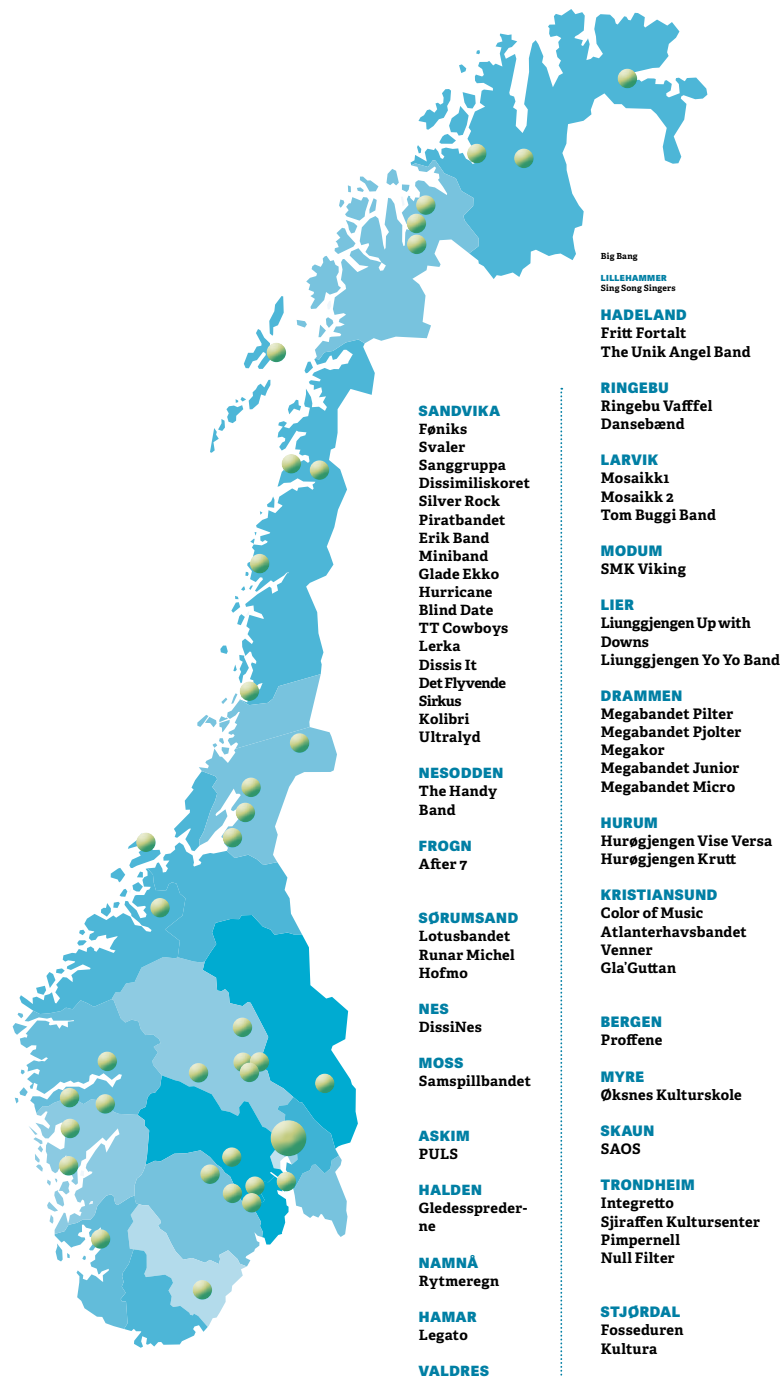 SANDVIKA
Føniks
Svaler
Sanggruppa
Dissimiliskoret
Silver Rock
Piratbandet
Erik Band
Miniband
Glade Ekko
Hurricane
Blind Date
TT Cowboys
Lerka
Dissis It
Det Flyvende
Sirkus
Kolibri
Ultralyd
NESODDEN
The Handy
Band
FROGN
After 7
SØRUMSAND
Lotusbandet
Runar Michel
Hofmo
NES
DissiNes
MOSS
Samspillbandet
ASKIM
PULS
HALDEN
Gledesspreder-
ne
NAMNÅ
Rytmeregn
HAMAR
Legato
VALDRES
Big Bang
LILLEHAMMER
Sing Song Singers
HADELAND
Fritt Fortalt
The Unik Angel Band
RINGEBU
Ringebu Vafffel
Dansebænd
LARVIK
Mosaikk1
Mosaikk 2
Tom Buggi Band
MODUM
SMK Viking
LIER
Liunggjengen Up with
Downs
Liunggjengen Yo Yo Band
DRAMMEN
Megabandet Pilter
Megabandet Pjolter
Megakor
Megabandet Junior
Megabandet Micro
HURUM
Hurøgjengen Vise Versa
Hurøgjengen Krutt
KRISTIANSUND
Color of Music
Atlanterhavsbandet
Venner
Gla'Guttan
BERGEN
Proffene
MYRE
Øksnes Kulturskole
SKAUN
SAOS
TRONDHEIM
Integretto
Sjiraffen Kultursenter
Pimpernell
Null Filter
STJØRDAL
Fosseduren
Kultura